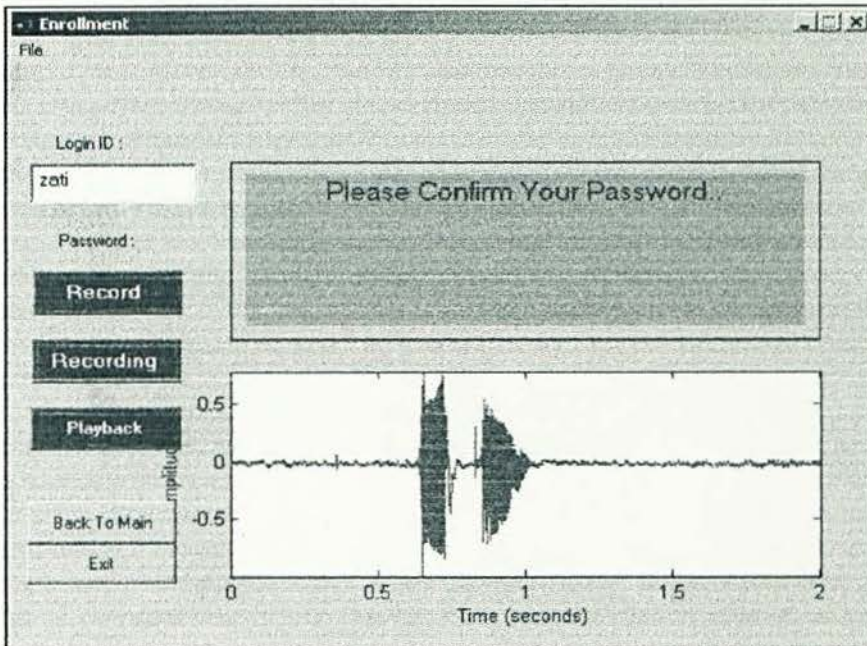 Enrollment
File
Login ID :
zati
Please Confirm Your Password..
Password :
Record
Recording
Playback
Back To Main
Exit
0.5
0
-0.5
mplitud
0
0.5
1
1.5
2
Time (seconds)